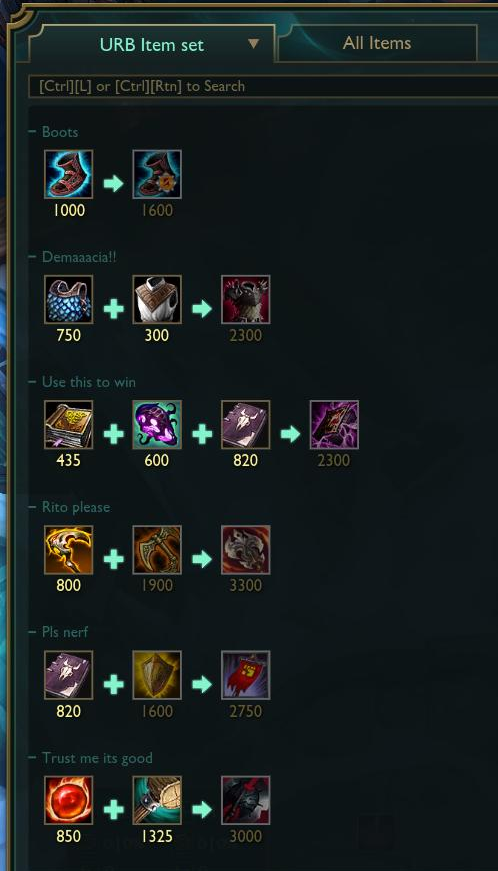 URB Item set
All Items
[Ctrl][L] or [Ctrl][Rtn] to Search
– Boots
1000 1600
– Demaaacia!!
750 300 2300
– Use this to win
435 600 820 2300
– Rito please
800 1900 3300
– Pls nerf
820 1600 2750
– Trust me its good
850 1325 3000